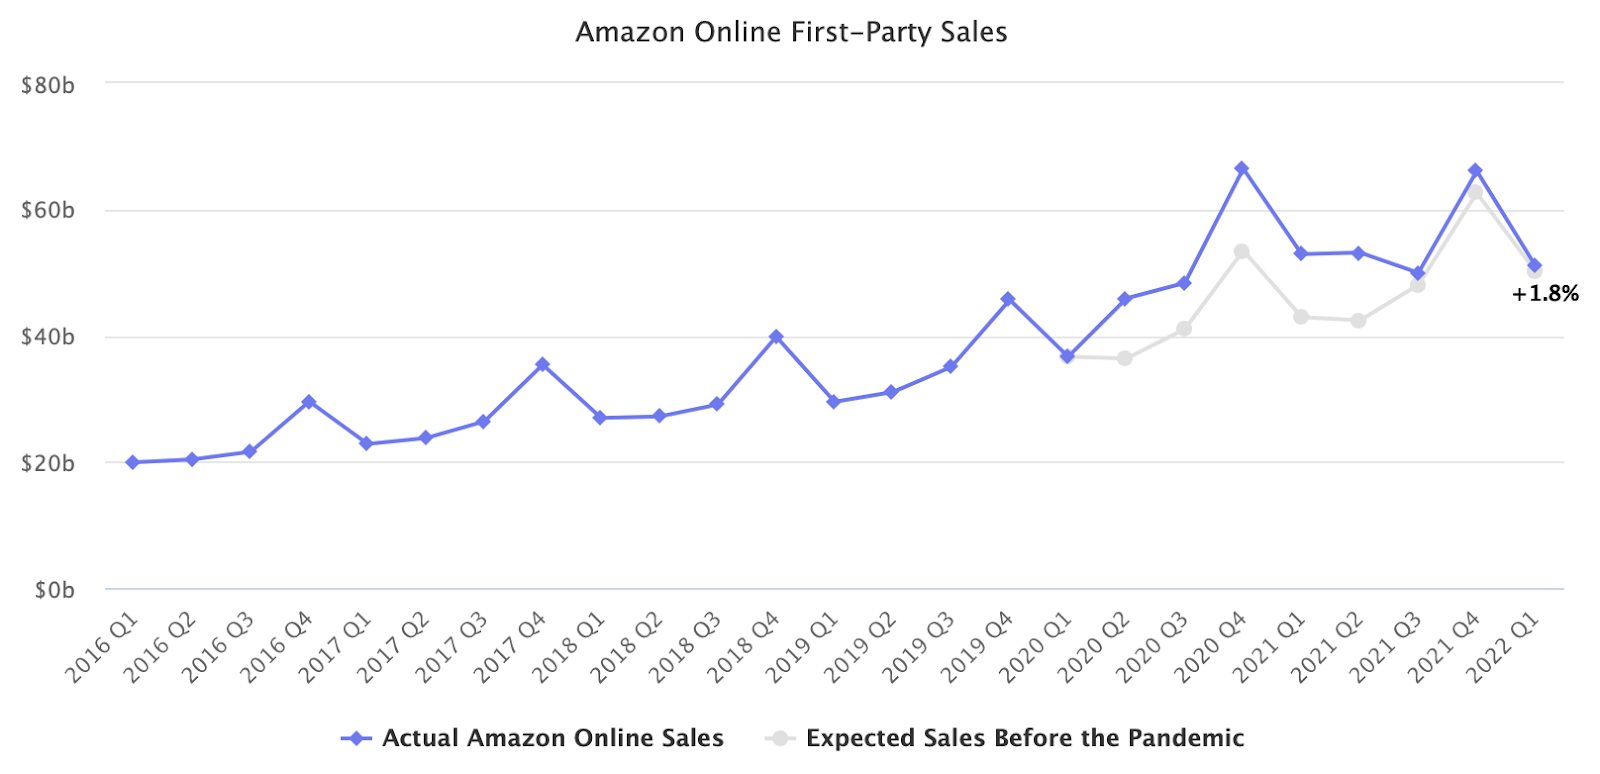 Amazon Online First-Party Sales
$80b
$60b
$40b
$20b
$0b
+1.8%
2016 Q1
2016 Q2
2016 Q3
2016 Q4
2017 Q1
2017 Q2
2017 Q3
2017 Q4
2018 Q1
2018 Q2
2018 Q3
2018 Q4
2019 Q1
2019 Q2
2019 Q3
2019 Q4
2020 Q1
2020 Q2
2020 Q3
2020 Q4
2021 Q1
2021 Q2
2021 Q3
2021 Q4
2022 Q1
Actual Amazon Online Sales
Expected Sales Before the Pandemic